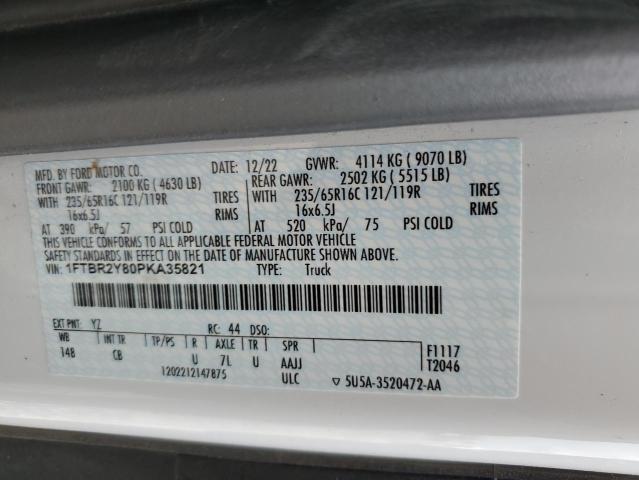 MFD. BY FORD MOTOR CO. DATE: 12/22 GVWR: 4114 KG ( 9070 LB)
FRONT GAWR: 2100 KG ( 4630 LB) REAR GAWR: 2502 KG ( 5515 LB)
WITH 235/65R16C 121/119R TIRES WITH 235/65R16C 121/119R TIRES
16x6.5J RIMS 16x6.5J RIMS
AT 390 kPa/ 57 PSI COLD AT 520 kPa/ 75 PSI COLD
THIS VEHICLE CONFORMS TO ALL APPLICABLE FEDERAL MOTOR VEHICLE
SAFETY STANDARDS IN EFFECT ON THE DATE OF MANUFACTURE SHOWN ABOVE.
VIN: 1FTBR2Y80PKA35821 TYPE: Truck
EXT PNT: YZ RC: 44 DSO:
WB INT TR TP/PS R AXLE TR SPR F1117
148 CB U 7L U AAJJ T2046
1202212147875 ULC ▽ 5U5A-3520472-AA